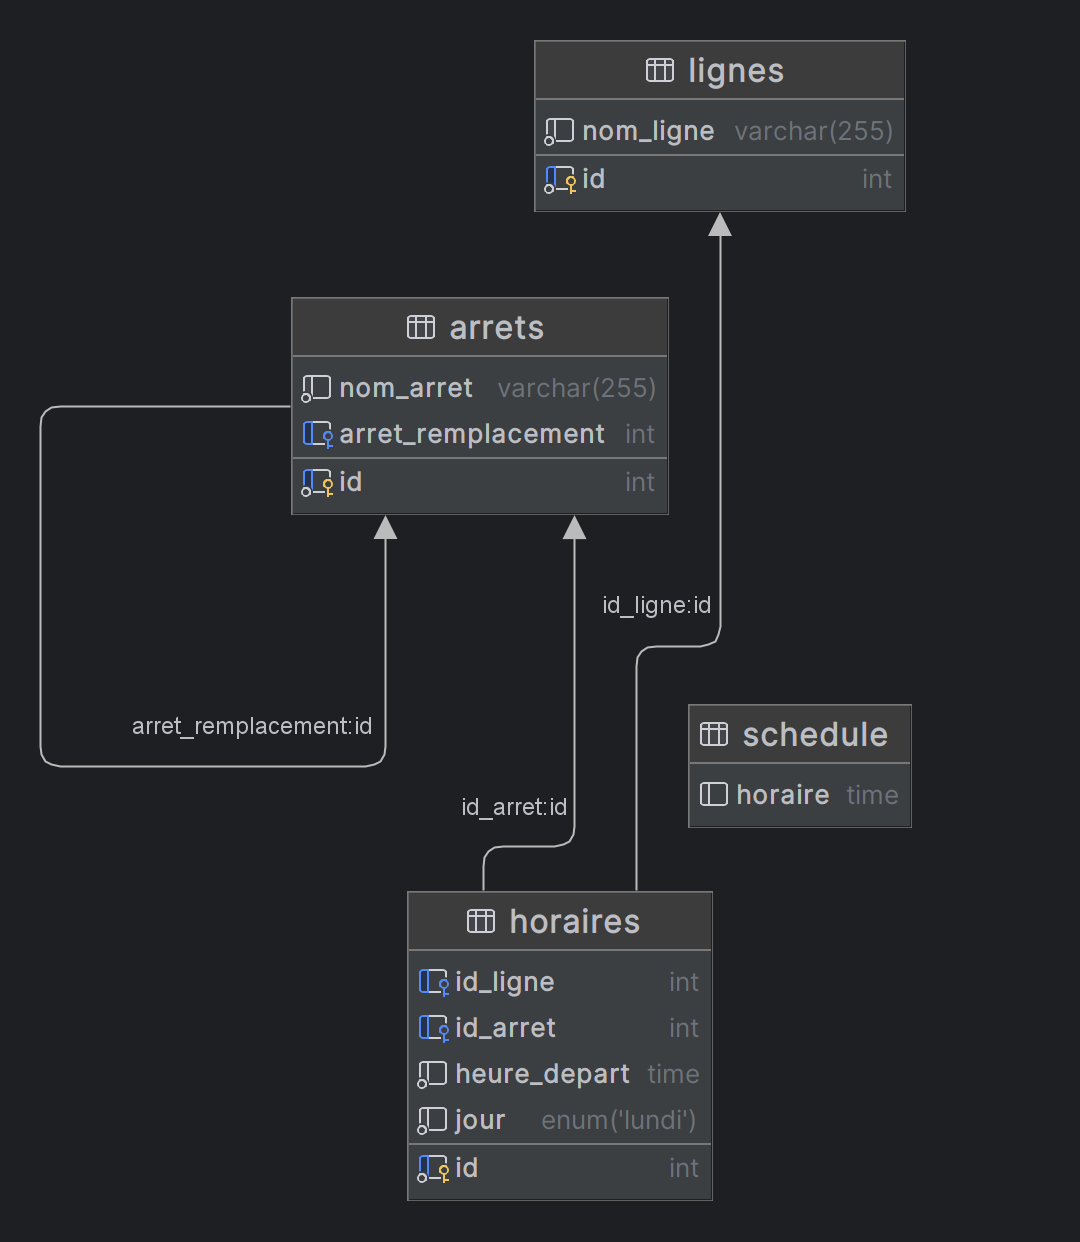 lignes
nom_ligne varchar(255)
id int
arrets
nom_arret varchar(255)
arret_remplacement int
id int
id_ligne:id
arret_remplacement:id
schedule
horaire time
id_arret:id
horaires
id_ligne int
id_arret int
heure_depart time
jour enum('lundi')
id int